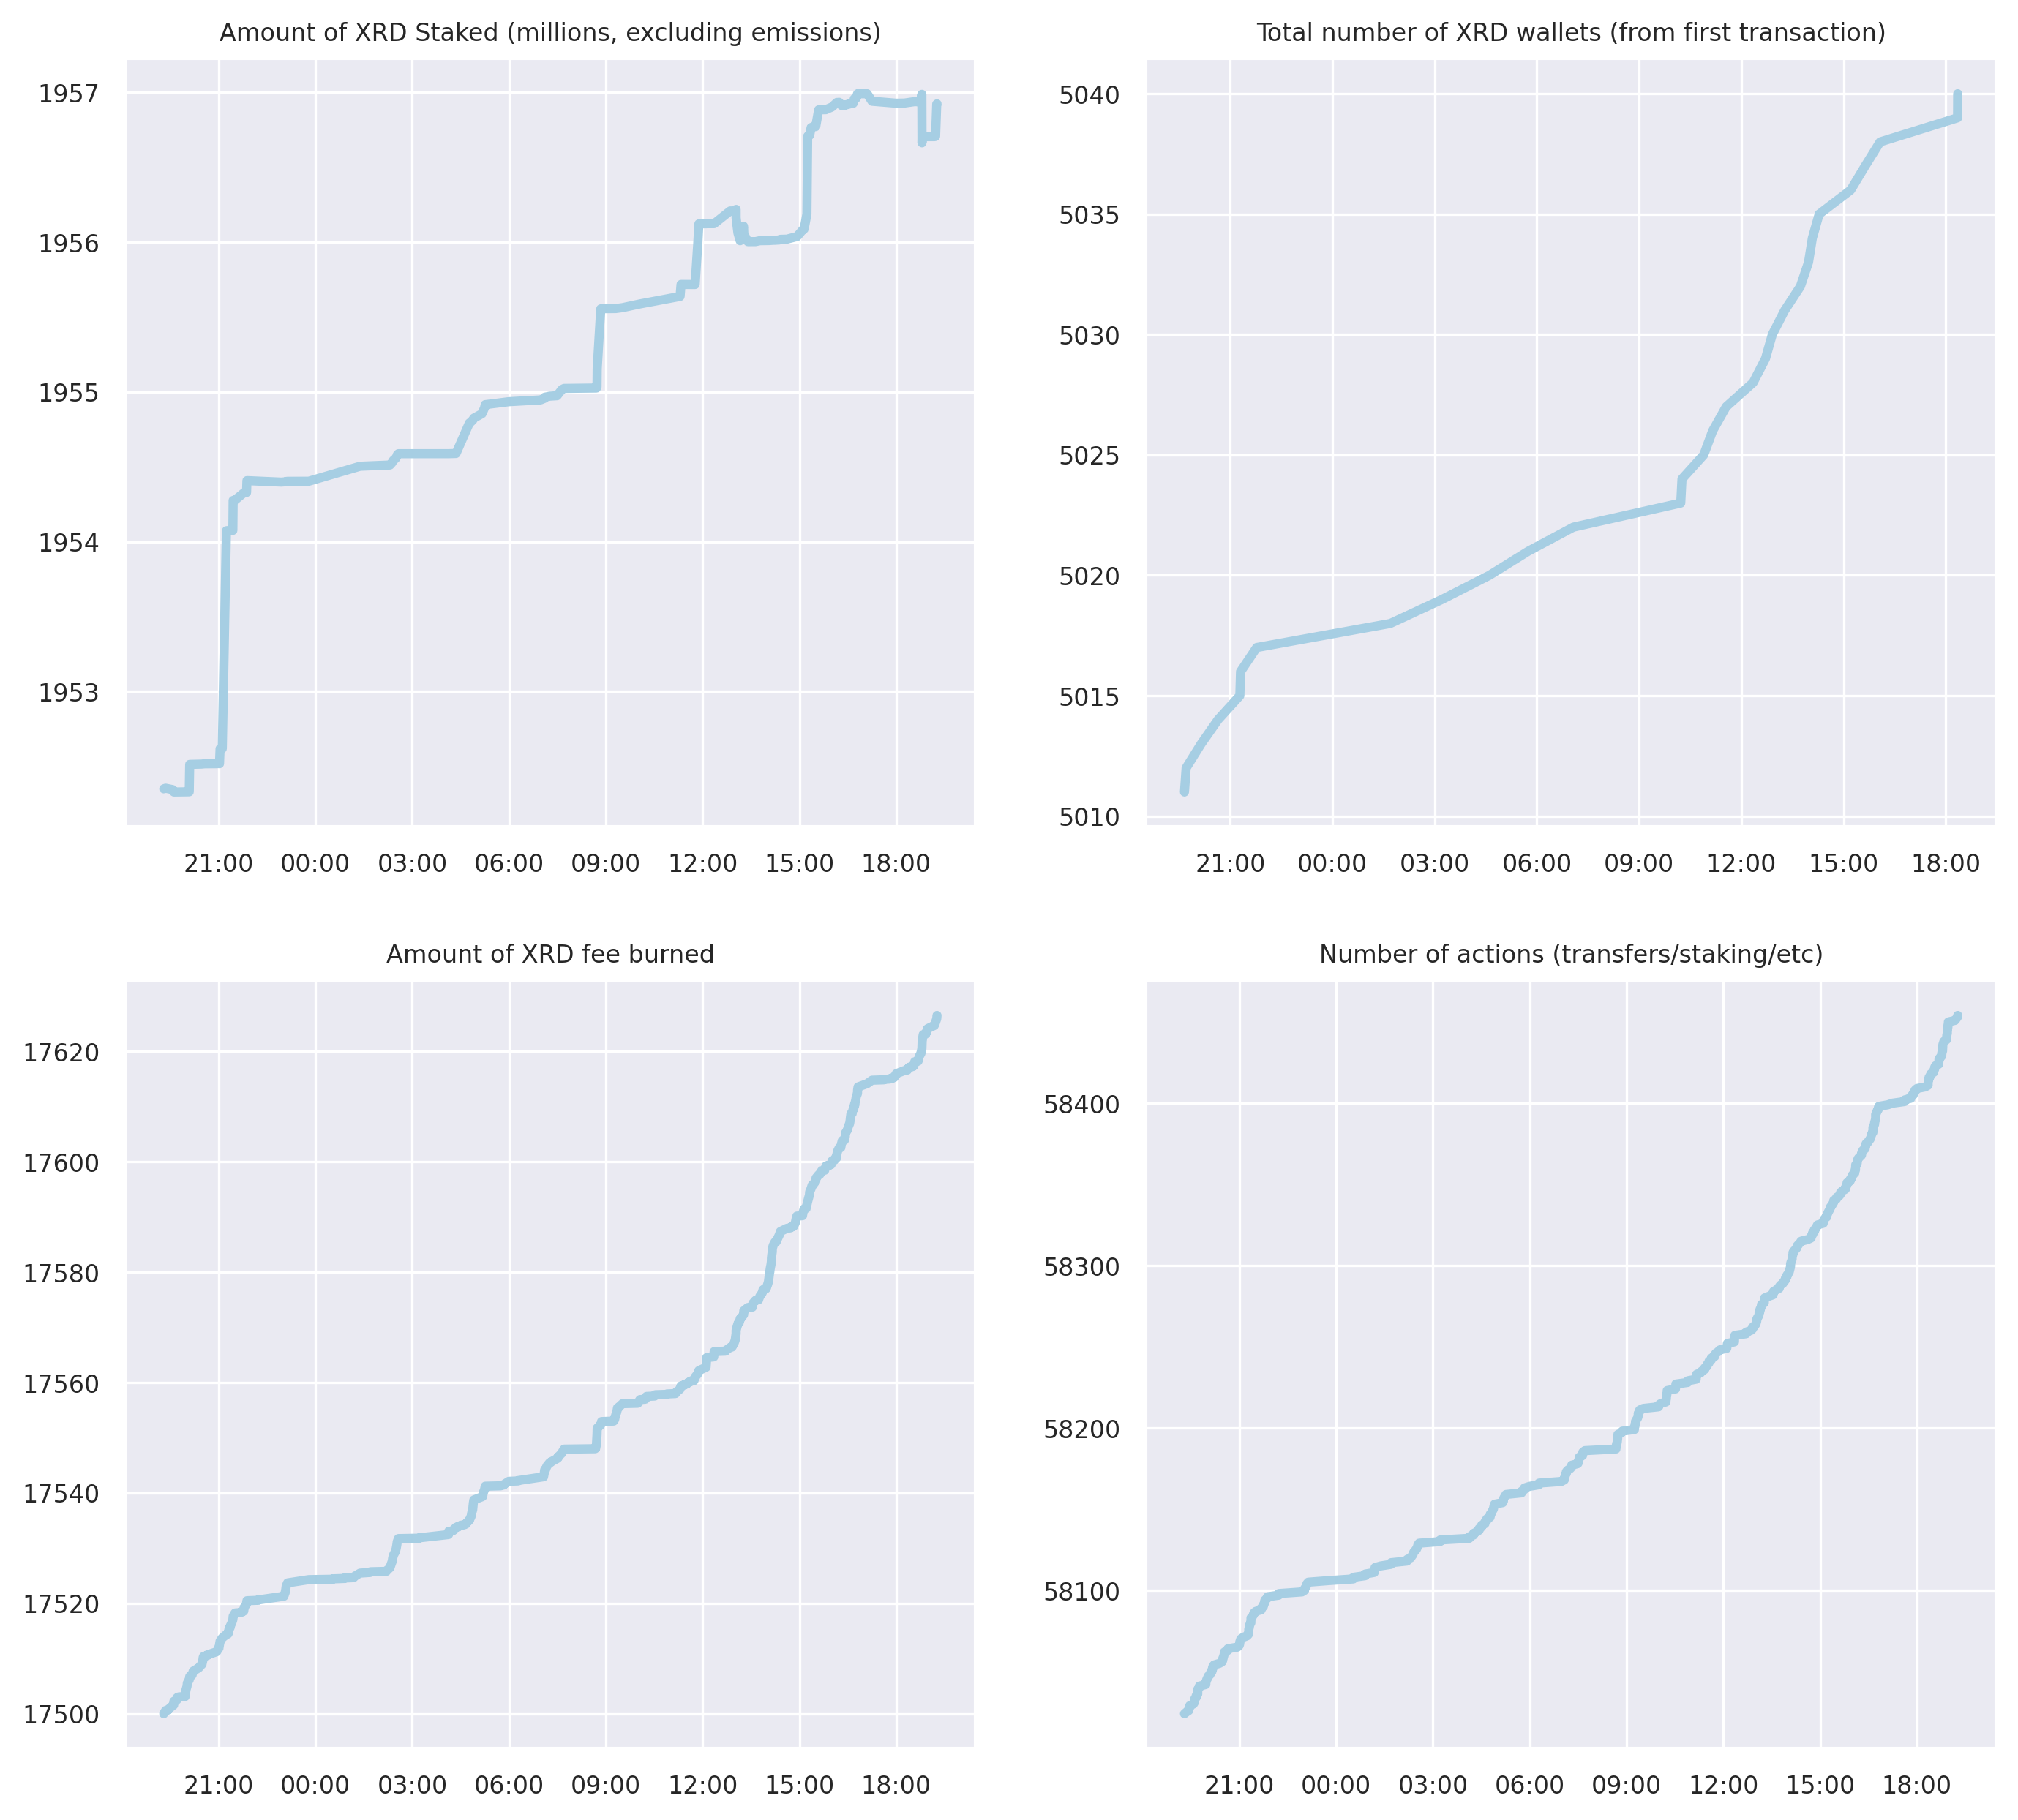 Amount of XRD Staked (millions, excluding emissions)
1957
1956
1955
1954
1953
21:00 00:00 03:00 06:00 09:00 12:00 15:00 18:00
Total number of XRD wallets (from first transaction)
5040
5035
5030
5025
5020
5015
5010
21:00 00:00 03:00 06:00 09:00 12:00 15:00 18:00
Amount of XRD fee burned
17620
17600
17580
17560
17540
17520
17500
21:00 00:00 03:00 06:00 09:00 12:00 15:00 18:00
Number of actions (transfers/staking/etc)
58400
58300
58200
58100
21:00 00:00 03:00 06:00 09:00 12:00 15:00 18:00